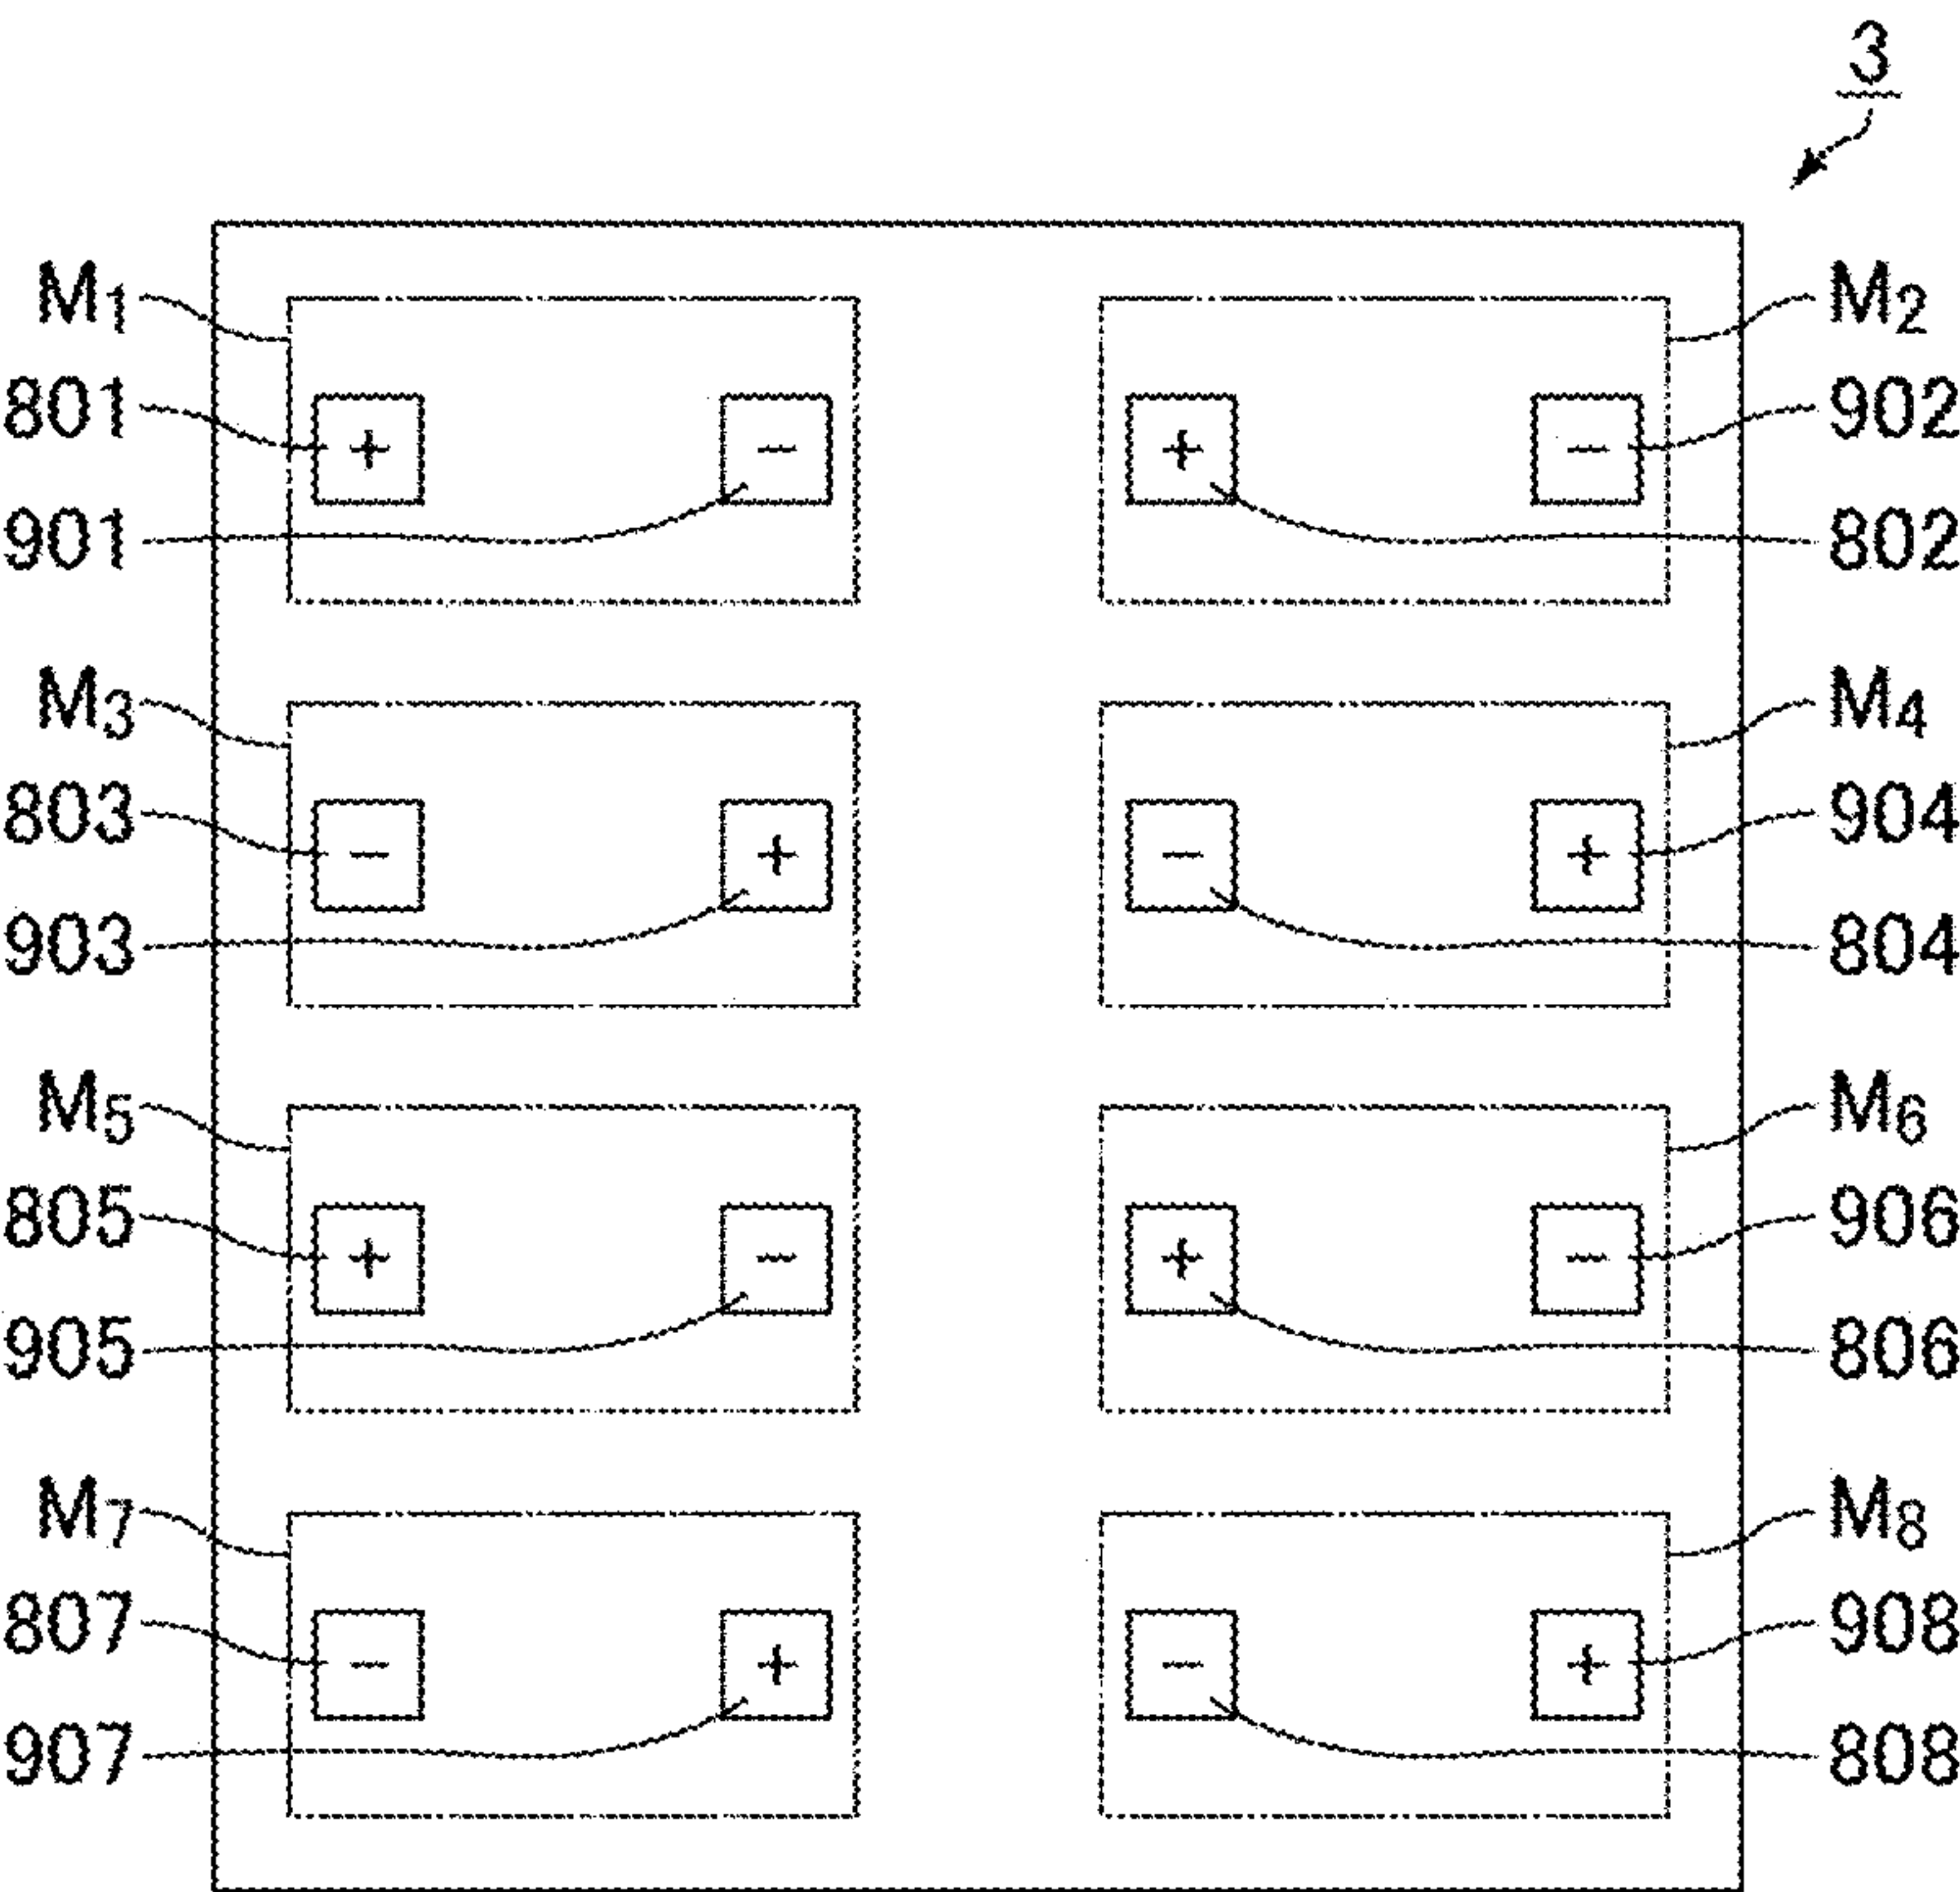 3
M1 M2
801 + - + - 902
901 802
M3 M4
803 - + - + 904
903 804
M5 M6
805 + - + - 906
905 806
M7 M8
807 - + - + 908
907 808